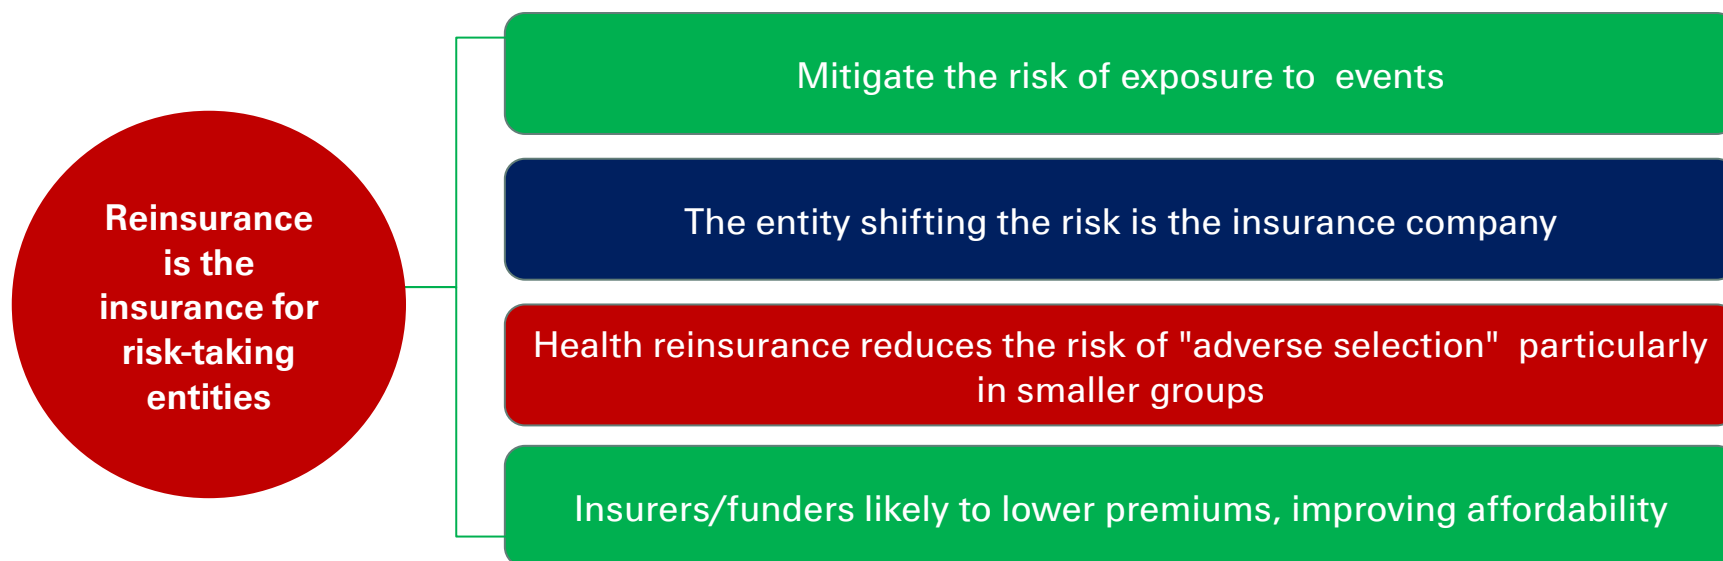 Reinsurance
is the
insurance for
risk-taking
entities
Mitigate the risk of exposure to  events
The entity shifting the risk is the insurance company
Health reinsurance reduces the risk of "adverse selection"  particularly
in smaller groups
Insurers/funders likely to lower premiums, improving affordability